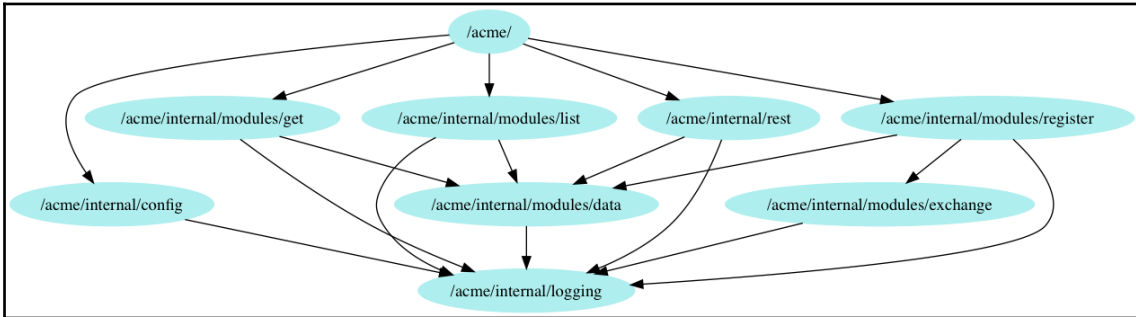 /acme/
/acme/internal/modules/get
/acme/internal/modules/list
/acme/internal/rest
/acme/internal/modules/register
/acme/internal/config
/acme/internal/modules/data
/acme/internal/modules/exchange
/acme/internal/logging